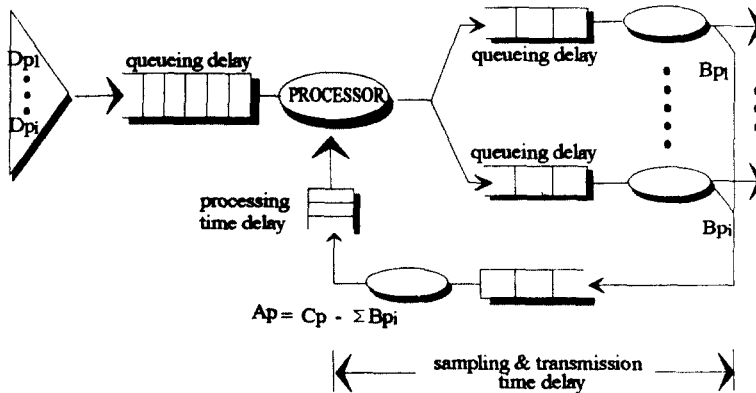 Dp1
Dpi
queueing delay
PROCESSOR
queueing delay
Bp1
queueing delay
Bpi
processing
time delay
Ap = Cp - ΣBpi
sampling & transmission
time delay